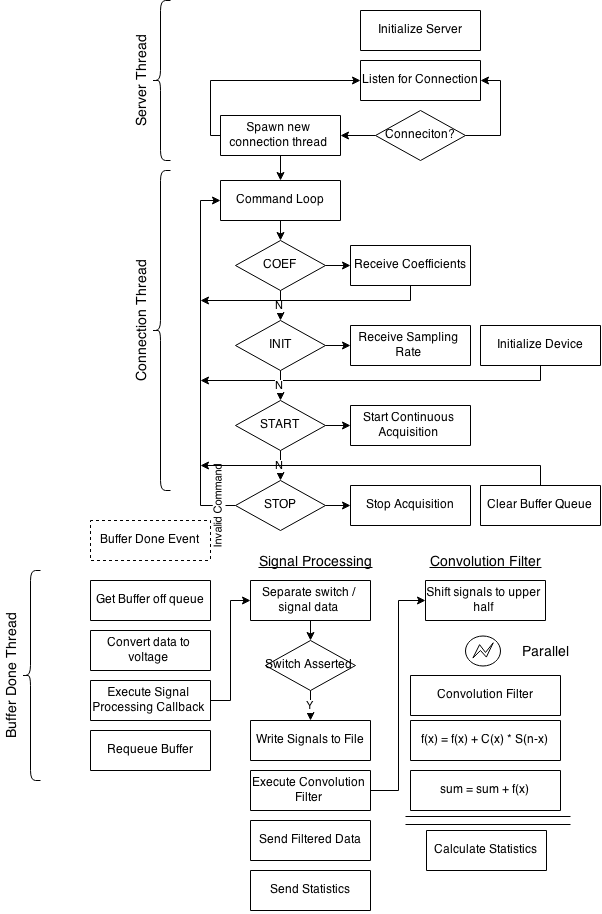 Server Thread
Initialize Server
Listen for Connection
Spawn new
connection thread
Conneciton?
Connection Thread
Command Loop
COEF
Receive Coefficients
N
INIT
Receive Sampling
Rate
Initialize Device
N
START
Start Continuous
Acquisition
N
STOP
Stop Acquisition
Clear Buffer Queue
Invalid Command
Buffer Done Event
Buffer Done Thread
Get Buffer off queue
Convert data to
voltage
Execute Signal
Processing Callback
Requeue Buffer
Signal Processing
Separate switch /
signal data
Switch Asserted
Y
Write Signals to File
Execute Convolution
Filter
Send Filtered Data
Send Statistics
Convolution Filter
Shift signals to upper
half
Parallel
Convolution Filter
f(x) = f(x) + C(x) * S(n-x)
sum = sum + f(x)
Calculate Statistics